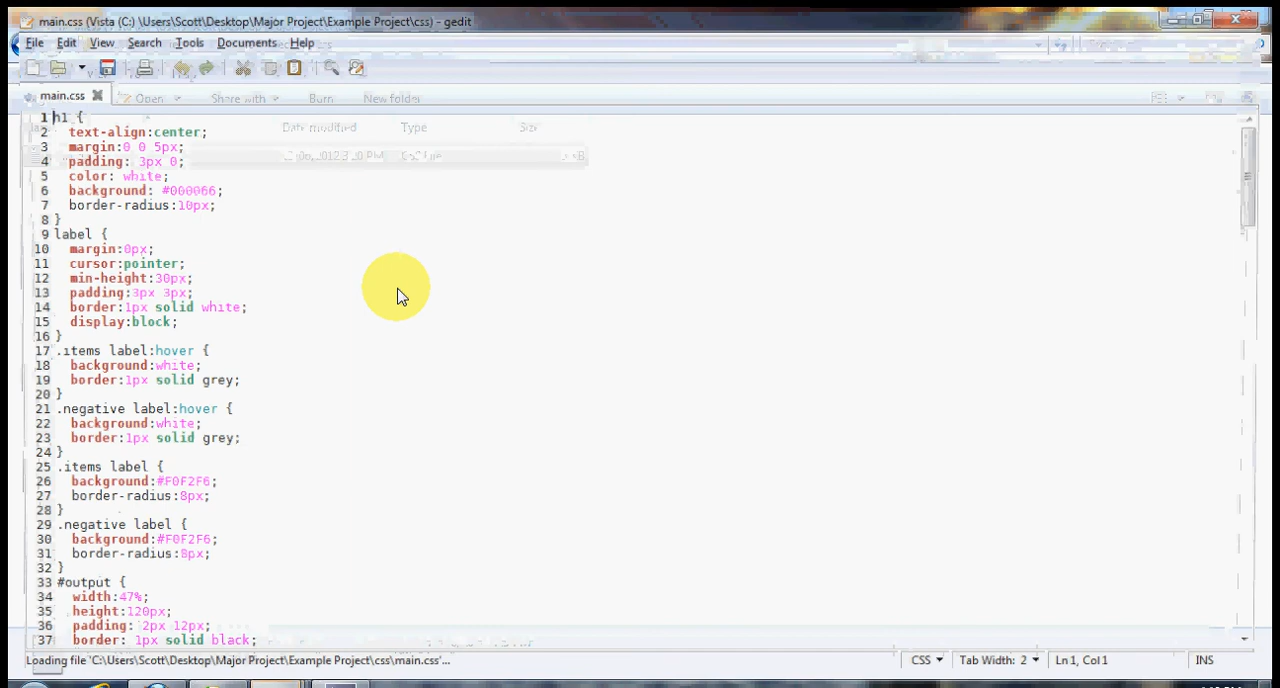 main.css (Vista (C:) \Users\Scott\Desktop\Major Project\Example Project\css) - gedit
File Edit View Search Tools Documents Help
main.css Open Share with Burn New folder
Date modified Type Size
1 h1 {
2 text-align:center;
3 margin:0 0 5px;
4 padding: 3px 0;
5 color: white;
6 background: #000066;
7 border-radius:10px;
8 }
9 label {
10 margin:0px;
11 cursor:pointer;
12 min-height:30px;
13 padding:3px 3px;
14 border:1px solid white;
15 display:block;
16 }
17 .items label:hover {
18 background:white;
19 border:1px solid grey;
20 }
21 .negative label:hover {
22 background:white;
23 border:1px solid grey;
24 }
25 .items label {
26 background:#F0F2F6;
27 border-radius:8px;
28 }
29 .negative label {
30 background:#F0F2F6;
31 border-radius:8px;
32 }
33 #output {
34 width:47%;
35 height:120px;
36 padding: 2px 12px;
37 border: 1px solid black;
Loading file 'C:\Users\Scott\Desktop\Major Project\Example Project\css\main.css'... CSS Tab Width: 2 Ln 1, Col 1 INS